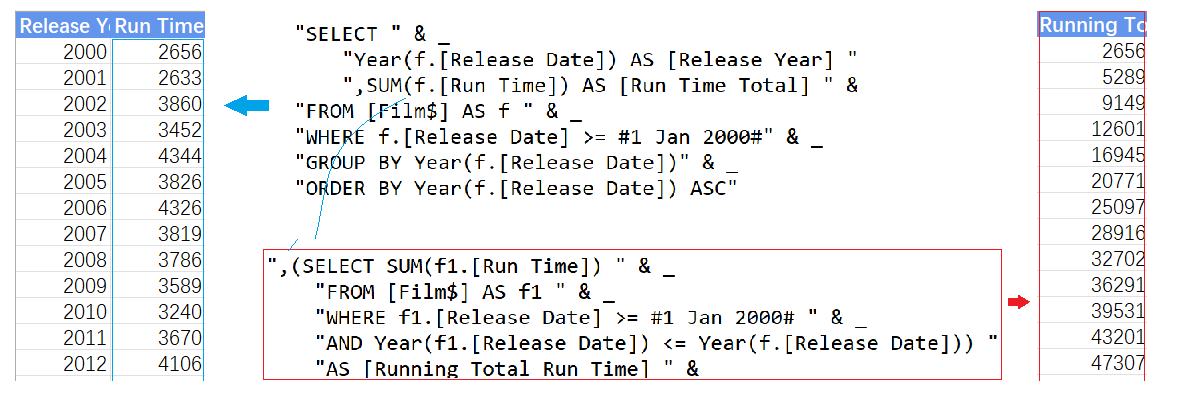 Release Y Run Time
2000 2656
2001 2633
2002 3860
2003 3452
2004 4344
2005 3826
2006 4326
2007 3819
2008 3786
2009 3589
2010 3240
2011 3670
2012 4106
"SELECT " & _
"Year(f.[Release Date]) AS [Release Year] "
",SUM(f.[Run Time]) AS [Run Time Total] " &
"FROM [Film$] AS f " & _
"WHERE f.[Release Date] >= #1 Jan 2000#" & _
"GROUP BY Year(f.[Release Date])" & _
"ORDER BY Year(f.[Release Date]) ASC"
",(SELECT SUM(f1.[Run Time]) " & _
"FROM [Film$] AS f1 " & _
"WHERE f1.[Release Date] >= #1 Jan 2000# " & _
"AND Year(f1.[Release Date]) <= Year(f.[Release Date])) "
"AS [Running Total Run Time] " &
Running To
2656
5289
9149
12601
16945
20771
25097
28916
32702
36291
39531
43201
47307